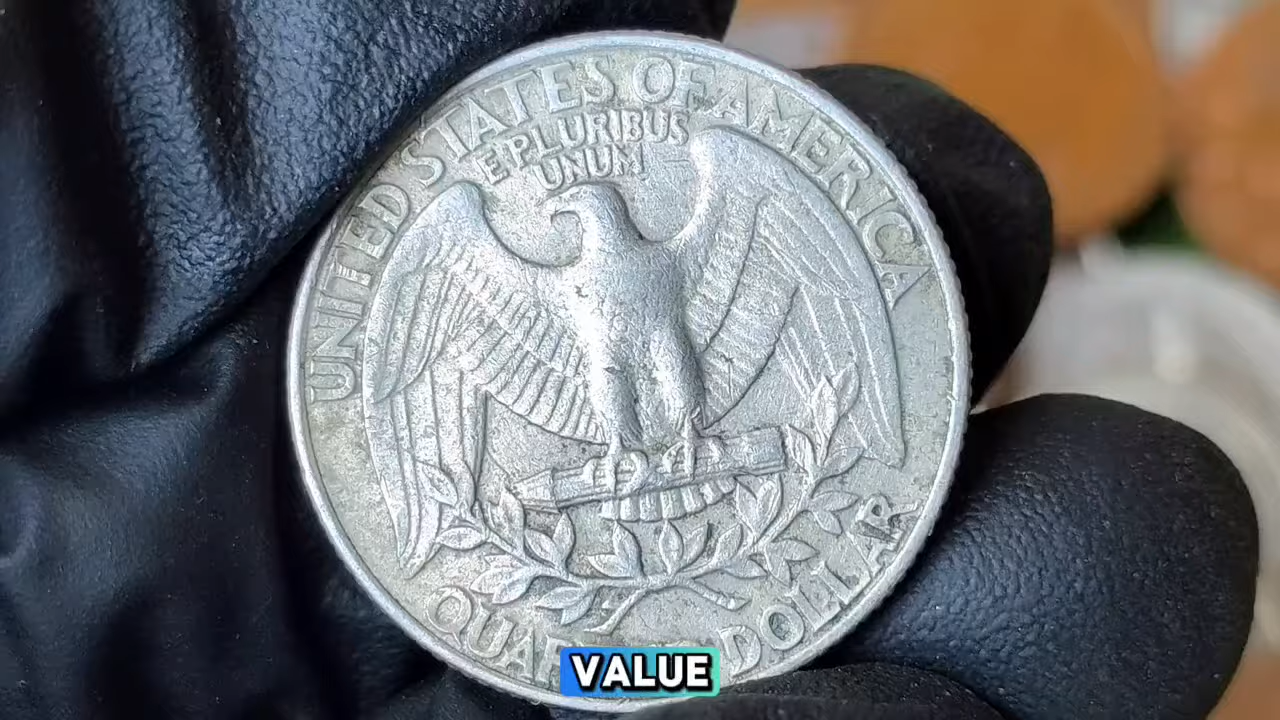 UNITED STATES OF AMERICA
E PLURIBUS
UNUM
DOLLAR
VALUE